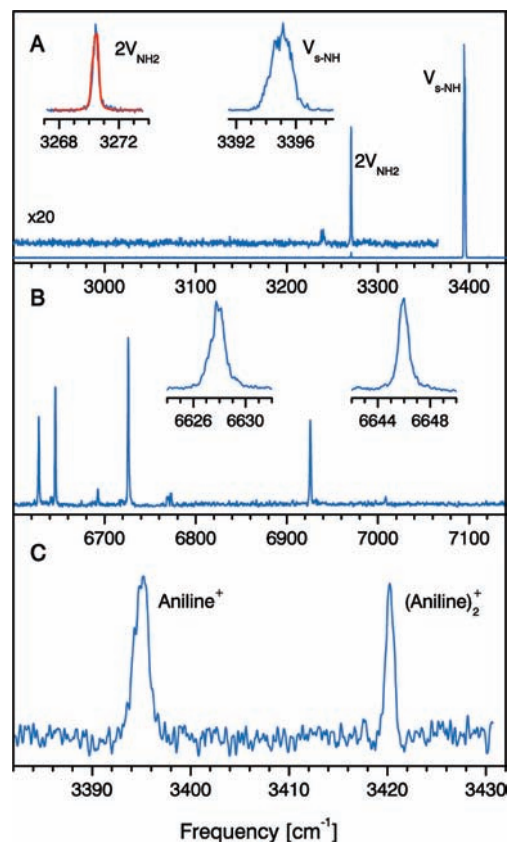 A
2V_NH2
V_s-NH
V_s-NH
3268 3272
3392 3396
2V_NH2
x20
3000 3100 3200 3300 3400
B
6626 6630
6644 6648
6700 6800 6900 7000 7100
C
Aniline⁺
(Aniline)₂⁺
3390 3400 3410 3420 3430
Frequency [cm⁻¹]